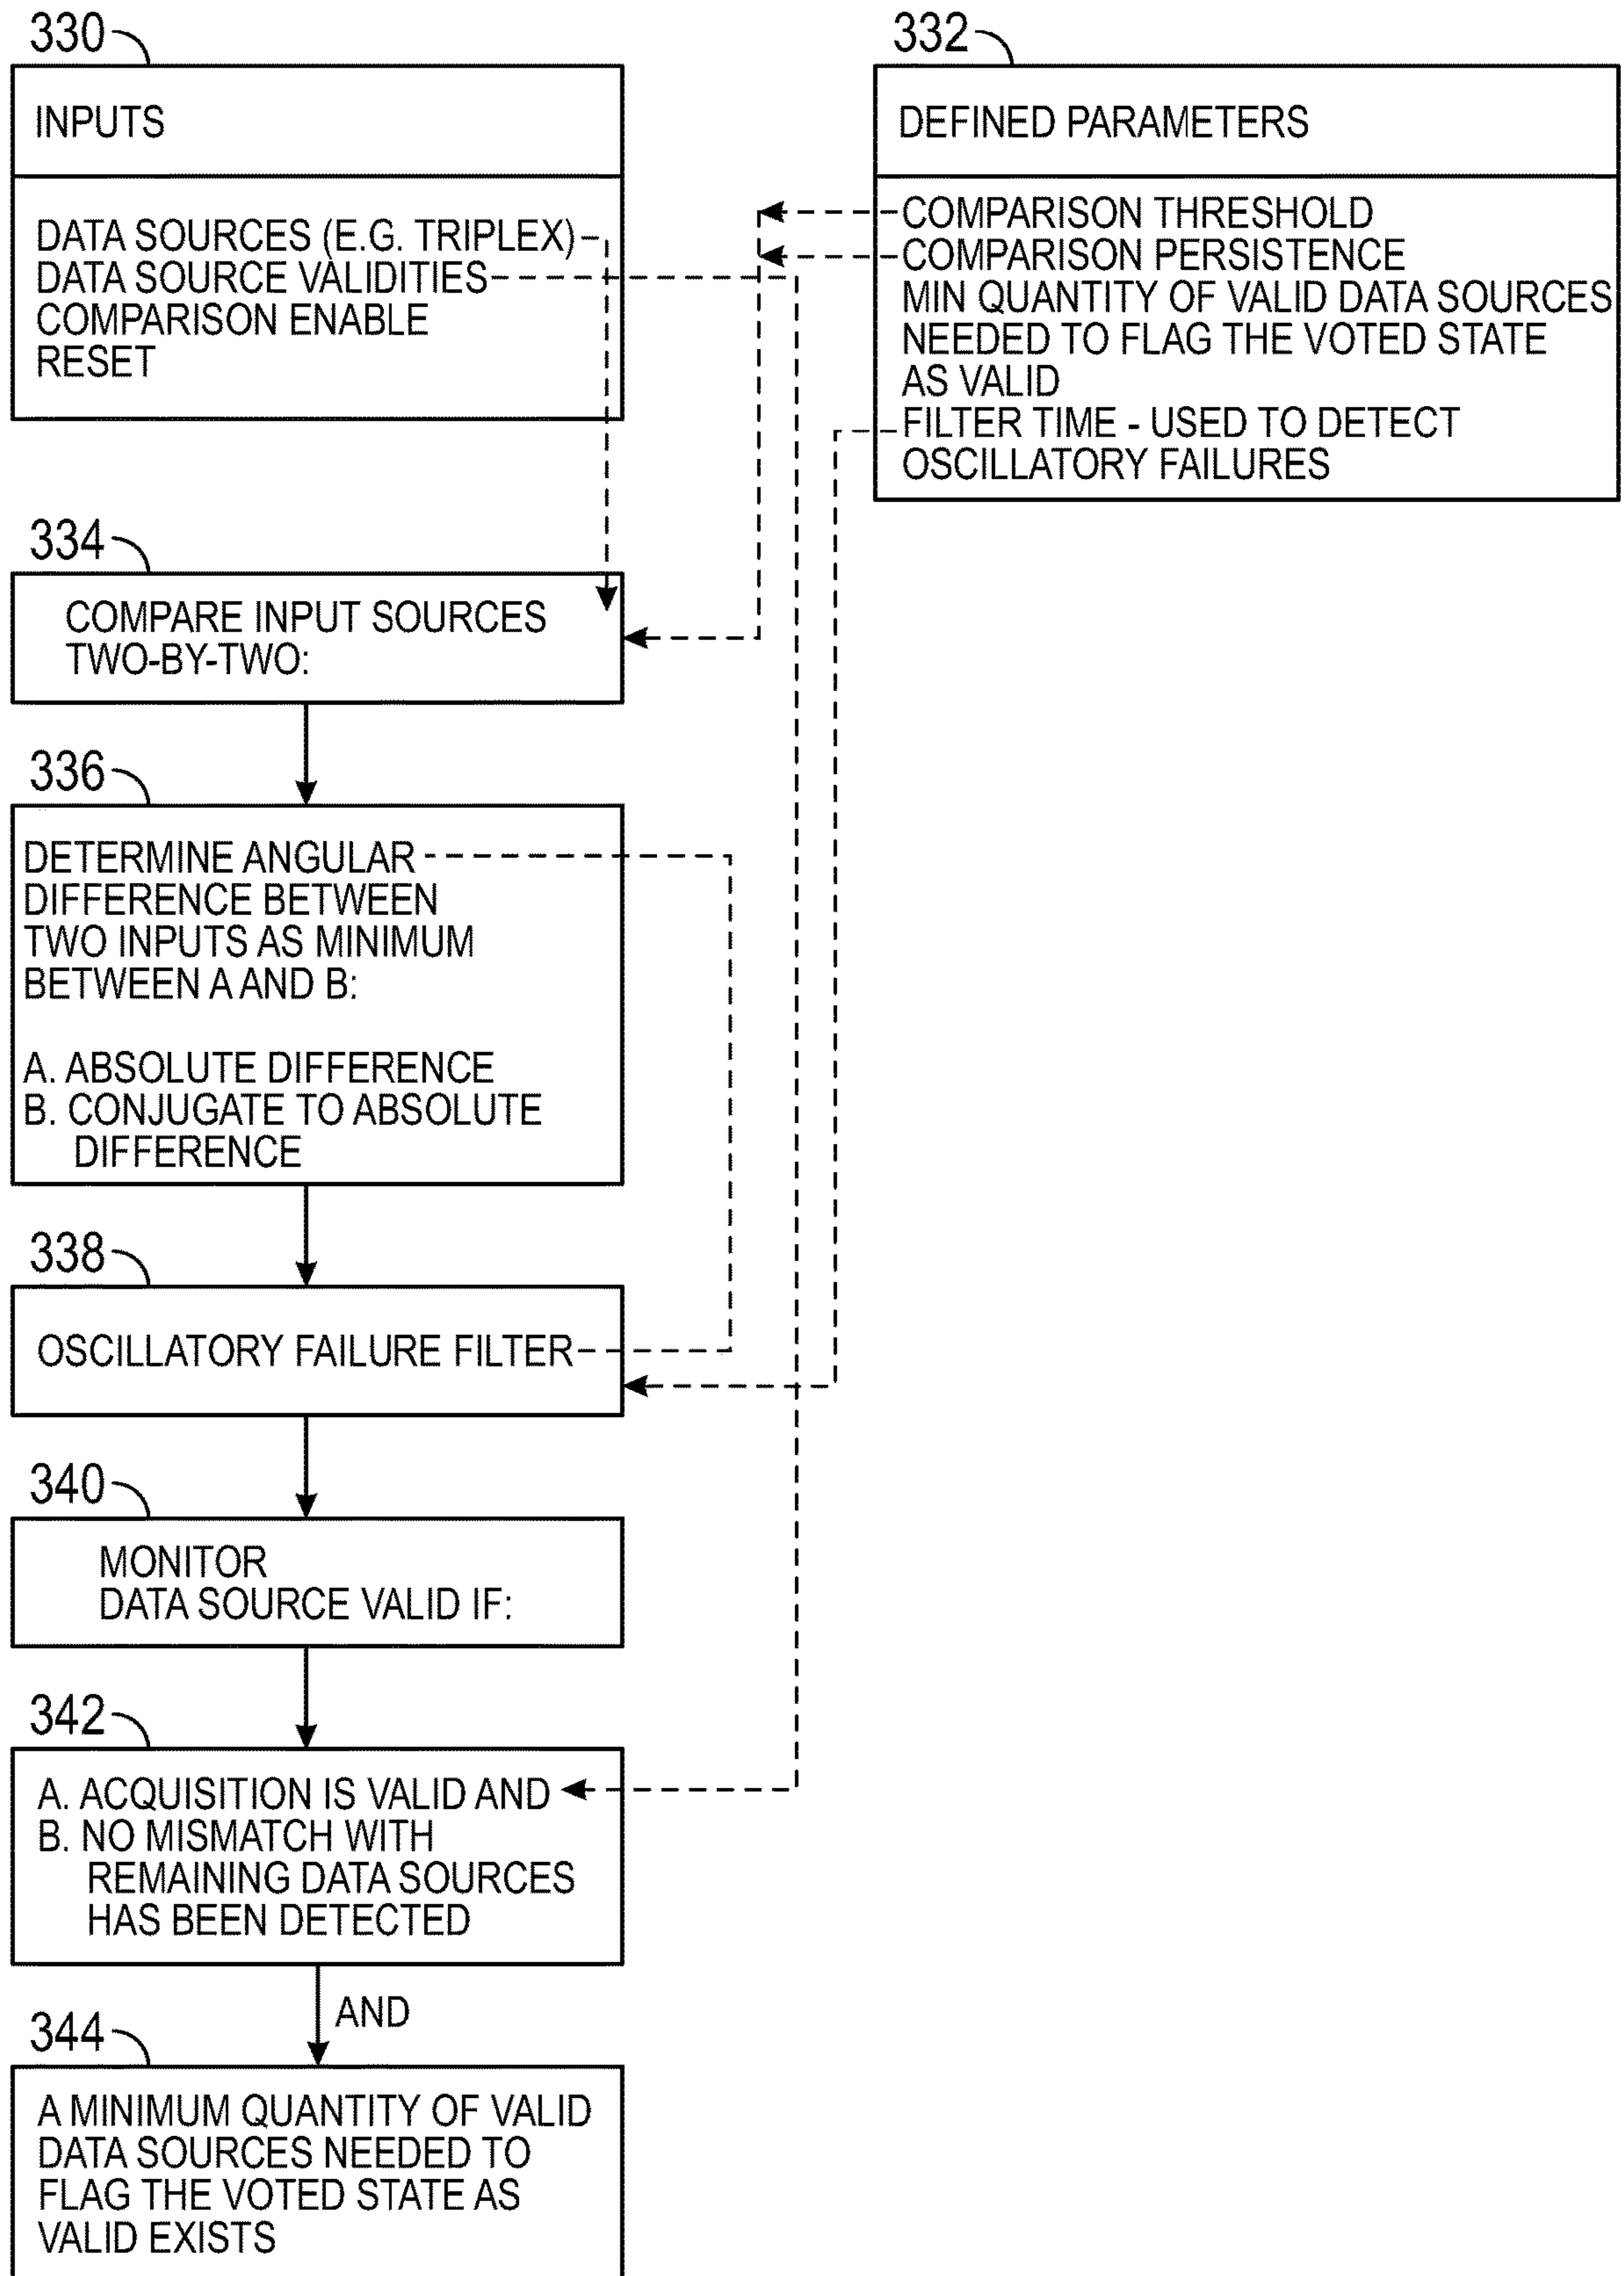 330
INPUTS
DATA SOURCES (E.G. TRIPLEX)
DATA SOURCE VALIDITIES
COMPARISON ENABLE
RESET
332
DEFINED PARAMETERS
COMPARISON THRESHOLD
COMPARISON PERSISTENCE
MIN QUANTITY OF VALID DATA SOURCES
NEEDED TO FLAG THE VOTED STATE
AS VALID
FILTER TIME - USED TO DETECT
OSCILLATORY FAILURES
334
COMPARE INPUT SOURCES
TWO-BY-TWO:
336
DETERMINE ANGULAR
DIFFERENCE BETWEEN
TWO INPUTS AS MINIMUM
BETWEEN A AND B:
A. ABSOLUTE DIFFERENCE
B. CONJUGATE TO ABSOLUTE
DIFFERENCE
338
OSCILLATORY FAILURE FILTER
340
MONITOR
DATA SOURCE VALID IF:
342
A. ACQUISITION IS VALID AND
B. NO MISMATCH WITH
REMAINING DATA SOURCES
HAS BEEN DETECTED
AND
344
A MINIMUM QUANTITY OF VALID
DATA SOURCES NEEDED TO
FLAG THE VOTED STATE AS
VALID EXISTS